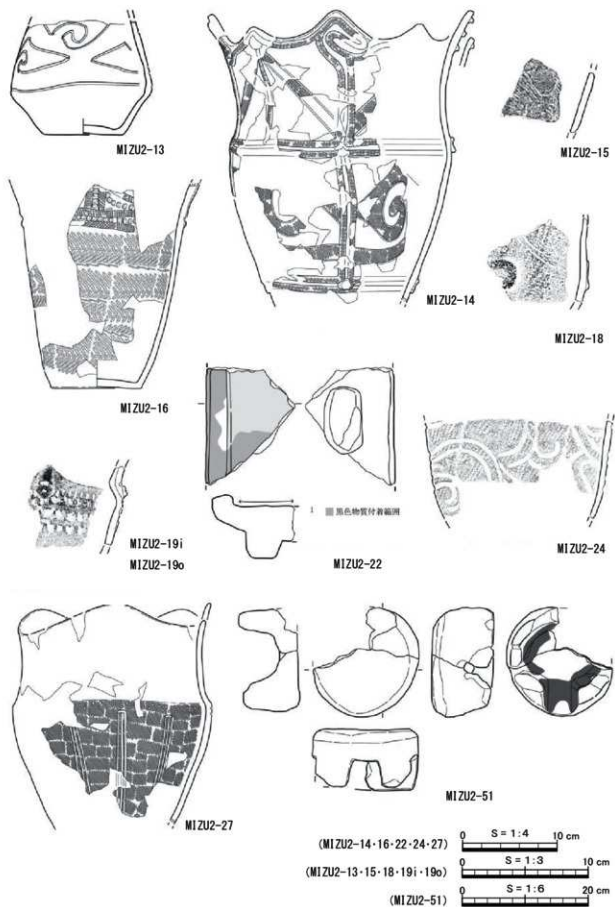 MIZU2-13
MIZU2-14
MIZU2-15
MIZU2-16
MIZU2-18
MIZU2-19i
MIZU2-19o
1
黒色物質付着範囲
MIZU2-22
MIZU2-24
MIZU2-27
MIZU2-51
(MIZU2-14・16・22・24・27)
0 S=1:4 10 cm
(MIZU2-13・15・18・19i・19o)
0 S=1:3 10 cm
(MIZU2-51)
0 S=1:6 20 cm